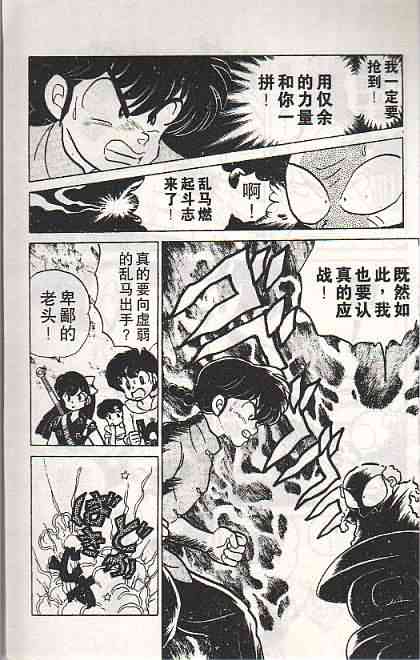 我一定要
抢到！
用仅余
的力量
和你一
拼！
啊！
乱马燃
起斗志
来了！
既然如
此，我
也要认
真的应
战！
真的要向虚弱
的乱马出手？
卑鄙的
老头！